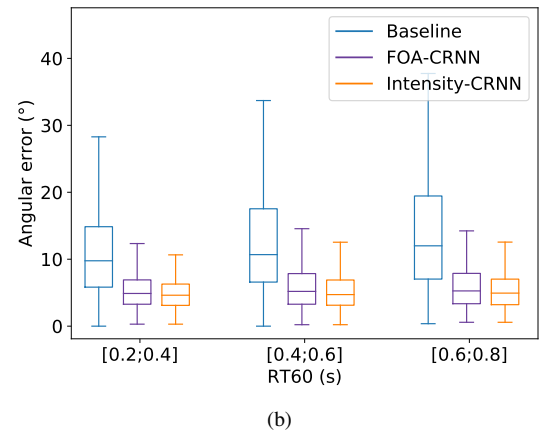 Baseline
FOA-CRNN
Intensity-CRNN
Angular error (°)
40
30
20
10
0
[0.2;0.4] [0.4;0.6] [0.6;0.8]
RT60 (s)
(b)